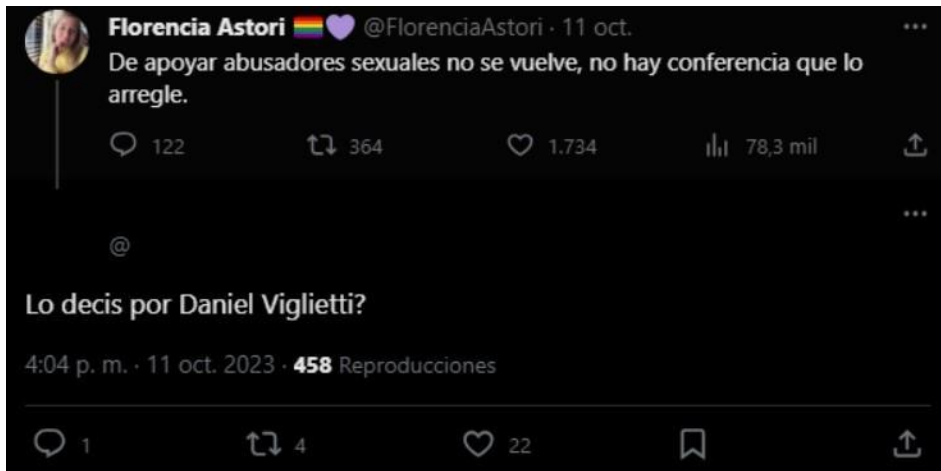 Florencia Astori 🏳️‍🌈💜 @FlorenciaAstori · 11 oct.
De apoyar abusadores sexuales no se vuelve, no hay conferencia que lo
arregle.
122 364 1.734 78,3 mil
@
Lo decis por Daniel Viglietti?
4:04 p. m. · 11 oct. 2023 · 458 Reproducciones
1 4 22